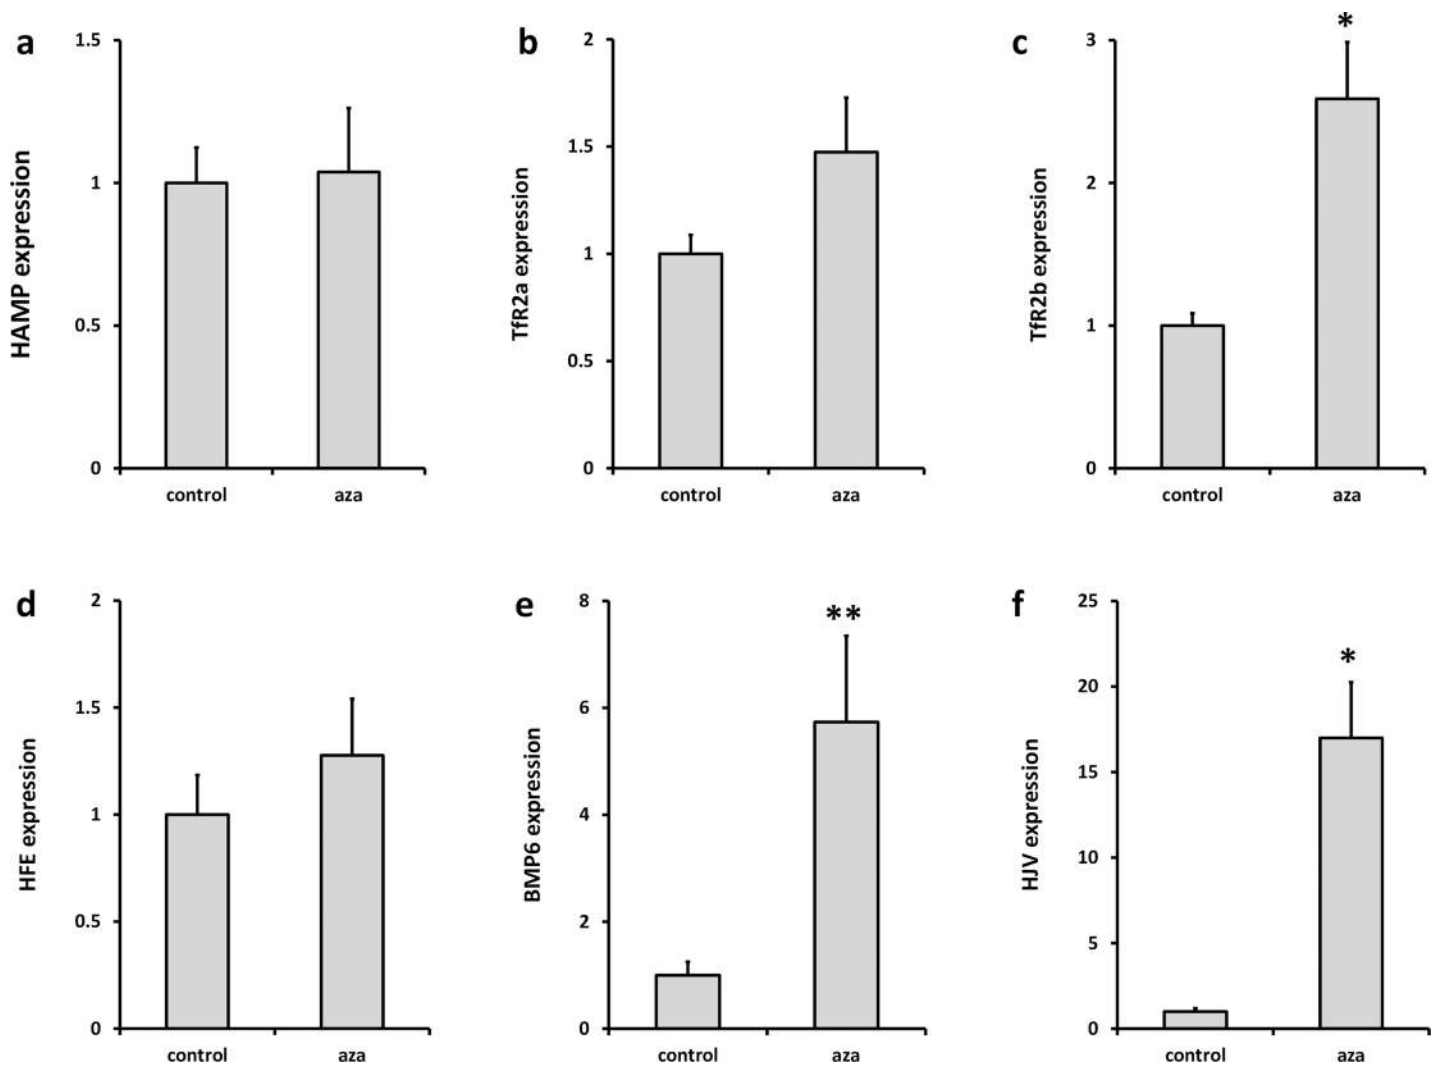 a
HAMP expression
1.5
1
0.5
0
control aza
b
TfR2a expression
2
1.5
1
0.5
0
control aza
c
TfR2b expression
3
2
1
0
*
control aza
d
HFE expression
2
1.5
1
0.5
0
control aza
e
BMP6 expression
8
6
4
2
0
**
control aza
f
HJV expression
25
20
15
10
5
0
*
control aza